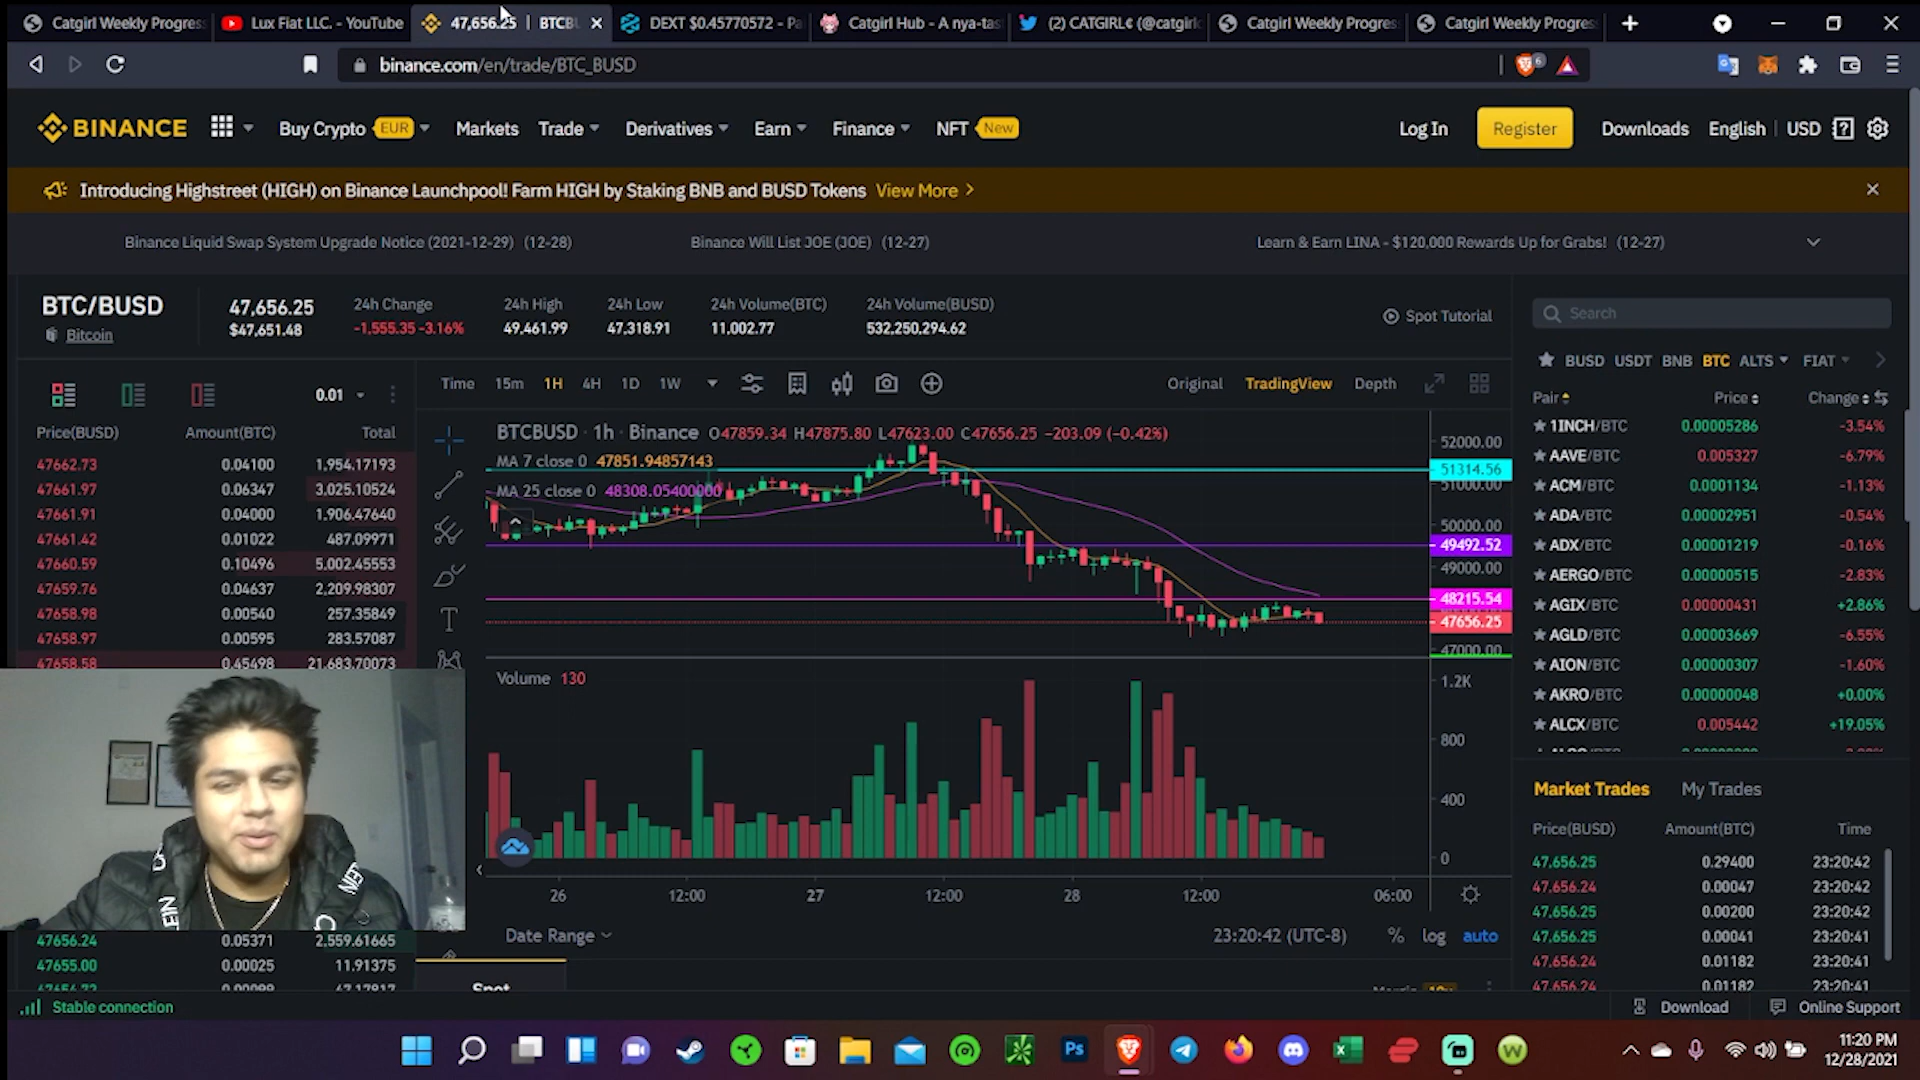 Catgirl Weekly Progres
Lux Fiat LLC. - YouTube
47,656.25 | BTCBU
DEXT $0.45770572 - Pa
Catgirl Hub - A nya-tas
(2) CATGIRL¢ (@catgirl
Catgirl Weekly Progres
Catgirl Weekly Progres
binance.com/en/trade/BTC_BUSD
6
BINANCE
Buy Crypto EUR
Markets
Trade
Derivatives
Earn
Finance
NFT New
Log In
Register
Downloads
English
USD
Introducing Highstreet (HIGH) on Binance Launchpool! Farm HIGH by Staking BNB and BUSD Tokens View More
Binance Liquid Swap System Upgrade Notice (2021-12-29) (12-28)
Binance Will List JOE (JOE) (12-27)
Learn & Earn LINA - $120,000 Rewards Up for Grabs! (12-27)
BTC/BUSD
Bitcoin
47,656.25
$47,651.48
24h Change
-1,555.35 -3.16%
24h High
49,461.99
24h Low
47,318.91
24h Volume(BTC)
11,002.77
24h Volume(BUSD)
532,250,294.62
Spot Tutorial
Search
BUSD USDT BNB BTC ALTS FIAT
0.01
Price(BUSD) Amount(BTC) Total
47662.73 0.04100 1,954.17193
47661.97 0.06347 3,025.10524
47661.91 0.04000 1,906.47640
47661.42 0.01022 487.09971
47660.59 0.10496 5,002.45553
47659.76 0.04637 2,209.98307
47658.98 0.00540 257.35849
47658.97 0.00595 283.57087
47658.58 0.45498 21,683.70073
47656.24 0.05371 2,559.61665
47655.00 0.00025 11.91375
Time 15m 1H 4H 1D 1W
Original TradingView Depth
BTCBUSD · 1h · Binance O47859.34 H47875.80 L47623.00 C47656.25 -203.09 (-0.42%)
MA 7 close 0 47851.94857143
MA 25 close 0 48308.05400000
52000.00
51314.56
51000.00
50000.00
49492.52
49000.00
48215.54
47656.25
47000.00
Volume 130
1.2K
800
400
0
26 12:00 27 12:00 28 12:00 06:00
Date Range
23:20:42 (UTC-8) % log auto
Spot
Pair Price Change
1INCH/BTC 0.00005286 -3.54%
AAVE/BTC 0.005327 -6.79%
ACM/BTC 0.0001134 -1.13%
ADA/BTC 0.00002951 -0.54%
ADX/BTC 0.00001219 -0.16%
AERGO/BTC 0.00000515 -2.83%
AGIX/BTC 0.00000431 +2.86%
AGLD/BTC 0.00003669 -6.55%
AION/BTC 0.00000307 -1.60%
AKRO/BTC 0.00000048 +0.00%
ALCX/BTC 0.005442 +19.05%
Market Trades My Trades
Price(BUSD) Amount(BTC) Time
47,656.25 0.29400 23:20:42
47,656.24 0.00047 23:20:42
47,656.25 0.00200 23:20:42
47,656.25 0.00041 23:20:41
47,656.24 0.01182 23:20:41
47,656.24 0.01182 23:20:41
Stable connection
Download
Online Support
Ps
11:20 PM
12/28/2021